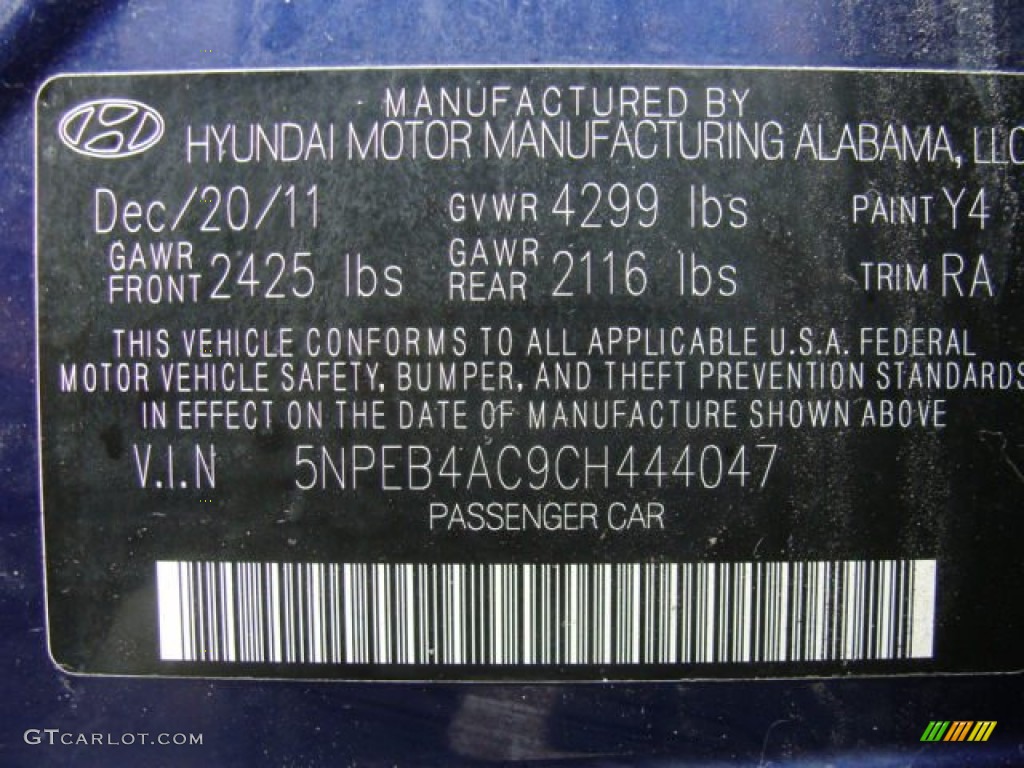 MANUFACTURED BY
HYUNDAI MOTOR MANUFACTURING ALABAMA, LLC
Dec/20/11 GVWR 4299 lbs PAINT Y4
GAWR FRONT 2425 lbs GAWR REAR 2116 lbs TRIM RA
THIS VEHICLE CONFORMS TO ALL APPLICABLE U.S.A. FEDERAL
MOTOR VEHICLE SAFETY, BUMPER, AND THEFT PREVENTION STANDARDS
IN EFFECT ON THE DATE OF MANUFACTURE SHOWN ABOVE
V.I.N 5NPEB4AC9CH444047
PASSENGER CAR
GTCARLOT.COM